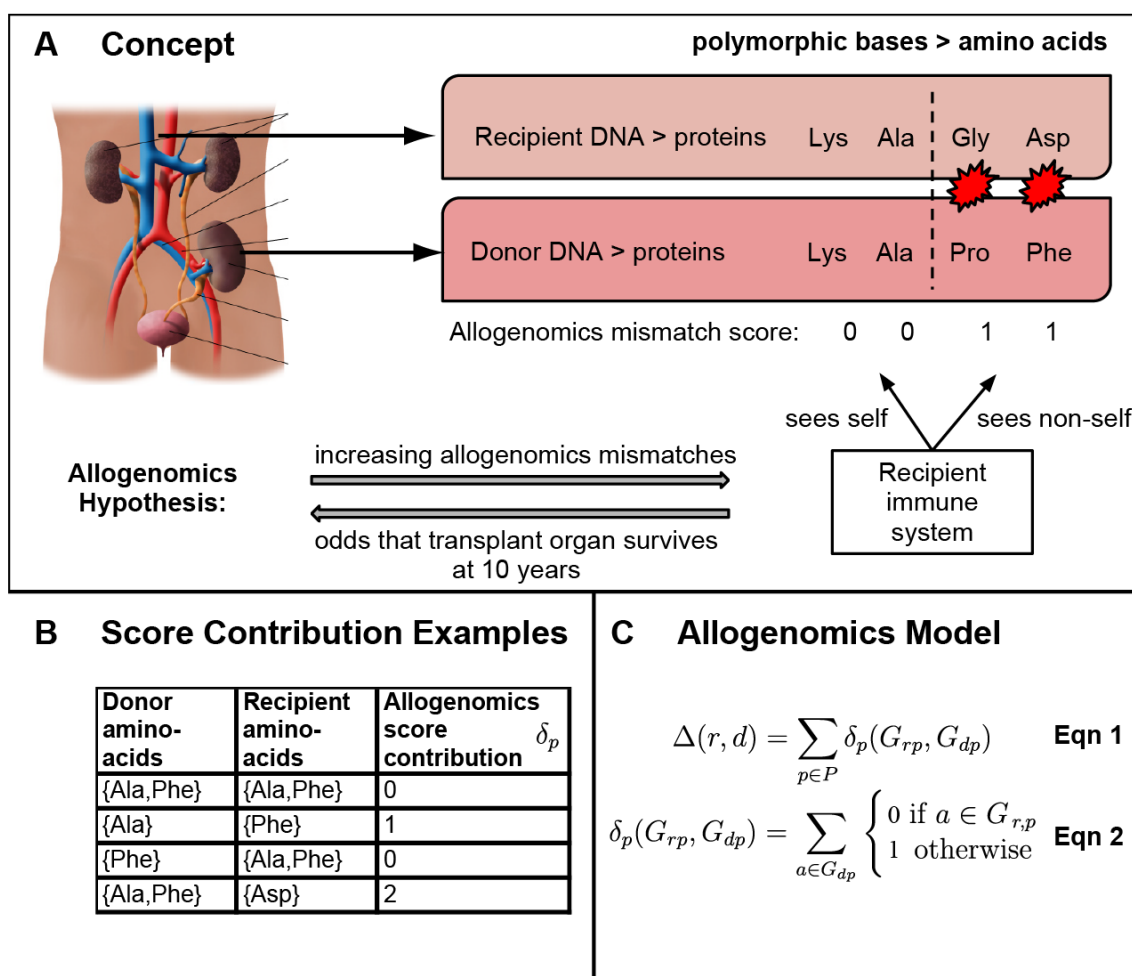 A Concept
polymorphic bases > amino acids
Recipient DNA > proteins Lys Ala Gly Asp
Donor DNA > proteins Lys Ala Pro Phe
Allogenomics mismatch score: 0 0 1 1
sees self sees non-self
Recipient
immune
system
Allogenomics
Hypothesis:
increasing allogenomics mismatches
odds that transplant organ survives
at 10 years
B Score Contribution Examples
Donor
amino-
acids
Recipient
amino-
acids
Allogenomics
score
contribution δp
{Ala,Phe} {Ala,Phe} 0
{Ala} {Phe} 1
{Phe} {Ala,Phe} 0
{Ala,Phe} {Asp} 2
C Allogenomics Model
Δ(r, d) = ∑ p∈P δp(Grp, Gdp) Eqn 1
δp(Grp, Gdp) = ∑ a∈Gdp { 0 if a ∈ Gr,p
1 otherwise Eqn 2